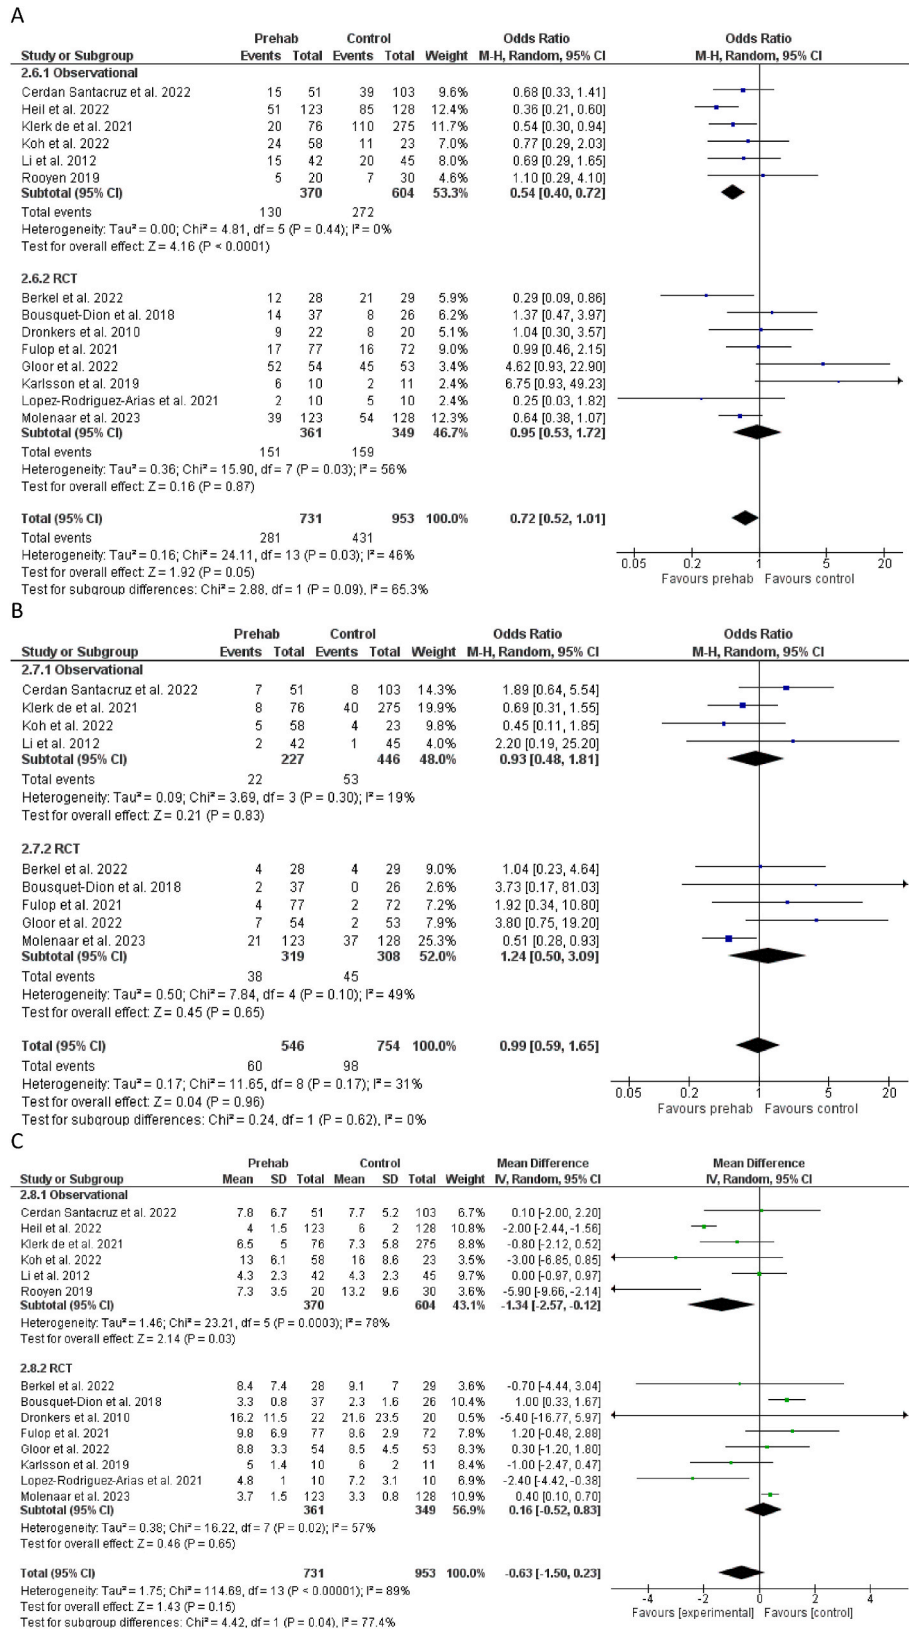 A
Prehab Control Odds Ratio Odds Ratio
Study or Subgroup Events Total Events Total Weight M-H, Random, 95% CI M-H, Random, 95% CI
2.6.1 Observational
Cerdan Santacruz et al. 2022 15 51 39 103 9.6% 0.68 [0.33, 1.41]
Heil et al. 2022 51 123 85 128 12.4% 0.36 [0.21, 0.60]
Klerk de et al. 2021 20 76 110 275 11.7% 0.54 [0.30, 0.94]
Koh et al. 2022 24 58 11 23 7.0% 0.77 [0.29, 2.03]
Li et al. 2012 15 42 20 45 8.0% 0.69 [0.29, 1.65]
Rooyen 2019 5 20 7 30 4.6% 1.10 [0.29, 4.10]
Subtotal (95% CI) 370 604 53.3% 0.54 [0.40, 0.72]
Total events 130 272
Heterogeneity: Tau² = 0.00; Chi² = 4.81, df = 5 (P = 0.44); I² = 0%
Test for overall effect: Z = 4.16 (P < 0.0001)
2.6.2 RCT
Berkel et al. 2022 12 28 21 29 5.9% 0.29 [0.09, 0.86]
Bousquet-Dion et al. 2018 14 37 8 26 6.2% 1.37 [0.47, 3.97]
Dronkers et al. 2010 9 22 8 20 5.1% 1.04 [0.30, 3.57]
Fulop et al. 2021 17 77 16 72 9.0% 0.99 [0.46, 2.15]
Gloor et al. 2022 52 54 45 53 3.4% 4.62 [0.93, 22.90]
Karlsson et al. 2019 6 10 2 11 2.4% 6.75 [0.93, 49.23]
Lopez-Rodriguez-Arias et al. 2021 2 10 5 10 2.4% 0.25 [0.03, 1.82]
Molenaar et al. 2023 39 123 54 128 12.3% 0.64 [0.38, 1.07]
Subtotal (95% CI) 361 349 46.7% 0.95 [0.53, 1.72]
Total events 151 159
Heterogeneity: Tau² = 0.36; Chi² = 15.90, df = 7 (P = 0.03); I² = 56%
Test for overall effect: Z = 0.16 (P = 0.87)
Total (95% CI) 731 953 100.0% 0.72 [0.52, 1.01]
Total events 281 431
Heterogeneity: Tau² = 0.16; Chi² = 24.11, df = 13 (P = 0.03); I² = 46%
Test for overall effect: Z = 1.92 (P = 0.05)
Test for subgroup differences: Chi² = 2.88, df = 1 (P = 0.09), I² = 65.3%
0.05 0.2 1 5 20
Favours prehab Favours control
B
Prehab Control Odds Ratio Odds Ratio
Study or Subgroup Events Total Events Total Weight M-H, Random, 95% CI M-H, Random, 95% CI
2.7.1 Observational
Cerdan Santacruz et al. 2022 7 51 8 103 14.3% 1.89 [0.64, 5.54]
Klerk de et al. 2021 8 76 40 275 19.9% 0.69 [0.31, 1.55]
Koh et al. 2022 5 58 4 23 9.8% 0.45 [0.11, 1.85]
Li et al. 2012 2 42 1 45 4.0% 2.20 [0.19, 25.20]
Subtotal (95% CI) 227 446 48.0% 0.93 [0.48, 1.81]
Total events 22 53
Heterogeneity: Tau² = 0.09; Chi² = 3.69, df = 3 (P = 0.30); I² = 19%
Test for overall effect: Z = 0.21 (P = 0.83)
2.7.2 RCT
Berkel et al. 2022 4 28 4 29 9.0% 1.04 [0.23, 4.64]
Bousquet-Dion et al. 2018 2 37 0 26 2.6% 3.73 [0.17, 81.03]
Fulop et al. 2021 4 77 2 72 7.2% 1.92 [0.34, 10.80]
Gloor et al. 2022 7 54 2 53 7.9% 3.80 [0.75, 19.20]
Molenaar et al. 2023 21 123 37 128 25.3% 0.51 [0.28, 0.93]
Subtotal (95% CI) 319 308 52.0% 1.24 [0.50, 3.09]
Total events 38 45
Heterogeneity: Tau² = 0.50; Chi² = 7.84, df = 4 (P = 0.10); I² = 49%
Test for overall effect: Z = 0.45 (P = 0.65)
Total (95% CI) 546 754 100.0% 0.99 [0.59, 1.65]
Total events 60 98
Heterogeneity: Tau² = 0.17; Chi² = 11.65, df = 8 (P = 0.17); I² = 31%
Test for overall effect: Z = 0.04 (P = 0.96)
Test for subgroup differences: Chi² = 0.24, df = 1 (P = 0.62), I² = 0%
0.05 0.2 1 5 20
Favours prehab Favours control
C
Prehab Control Mean Difference Mean Difference
Study or Subgroup Mean SD Total Mean SD Total Weight IV, Random, 95% CI IV, Random, 95% CI
2.8.1 Observational
Cerdan Santacruz et al. 2022 7.8 6.7 51 7.7 5.2 103 6.5% 0.10 [-2.00, 2.20]
Heil et al. 2022 4 1.5 123 6 2 128 10.8% -2.00 [-2.44, -1.56]
Klerk de et al. 2021 6.5 5 76 7.3 5.8 275 8.8% -0.80 [-2.12, 0.52]
Koh et al. 2022 13 6.1 58 16 8.6 23 3.5% -3.00 [-6.85, 0.85]
Li et al. 2012 4.3 2.3 42 4.3 2.3 45 9.8% 0.00 [-0.97, 0.97]
Rooyen 2019 7.3 3.5 20 13.2 9.6 30 3.6% -5.90 [-9.66, -2.14]
Subtotal (95% CI) 370 604 43.1% -1.34 [-2.57, -0.12]
Heterogeneity: Tau² = 1.46; Chi² = 23.21, df = 5 (P = 0.0003); I² = 78%
Test for overall effect: Z = 2.14 (P = 0.03)
2.8.2 RCT
Berkel et al. 2022 8.4 7.4 28 9.1 7 29 3.6% -0.70 [-4.44, 3.04]
Bousquet-Dion et al. 2018 3.3 0.8 37 2.3 1.6 26 10.4% 1.00 [0.33, 1.67]
Dronkers et al. 2010 16.2 11.5 22 21.6 23.5 20 0.5% -5.40 [-16.77, 5.97]
Fulop et al. 2021 9.8 6.9 77 8.6 2.9 72 7.9% 1.20 [-0.48, 2.88]
Gloor et al. 2022 8.8 3.3 54 8.5 4.5 53 8.3% 0.30 [-1.20, 1.80]
Karlsson et al. 2019 5 1.4 10 6 2 11 8.4% -1.00 [-2.47, 0.47]
Lopez-Rodriguez-Arias et al. 2021 4.8 1 10 7.2 3.1 10 6.7% -2.40 [-4.42, -0.38]
Molenaar et al. 2023 3.7 1.5 123 3.3 0.8 128 10.9% 0.40 [0.10, 0.70]
Subtotal (95% CI) 361 349 56.9% 0.16 [-0.52, 0.83]
Heterogeneity: Tau² = 0.38; Chi² = 16.22, df = 7 (P = 0.02); I² = 57%
Test for overall effect: Z = 0.46 (P = 0.65)
Total (95% CI) 731 953 100.0% -0.63 [-1.50, 0.23]
Heterogeneity: Tau² = 1.75; Chi² = 114.69, df = 13 (P < 0.00001); I² = 89%
Test for overall effect: Z = 1.43 (P = 0.15)
Test for subgroup differences: Chi² = 4.42, df = 1 (P = 0.04), I² = 77.4%
-4 -2 0 2 4
Favours [experimental] Favours [control]